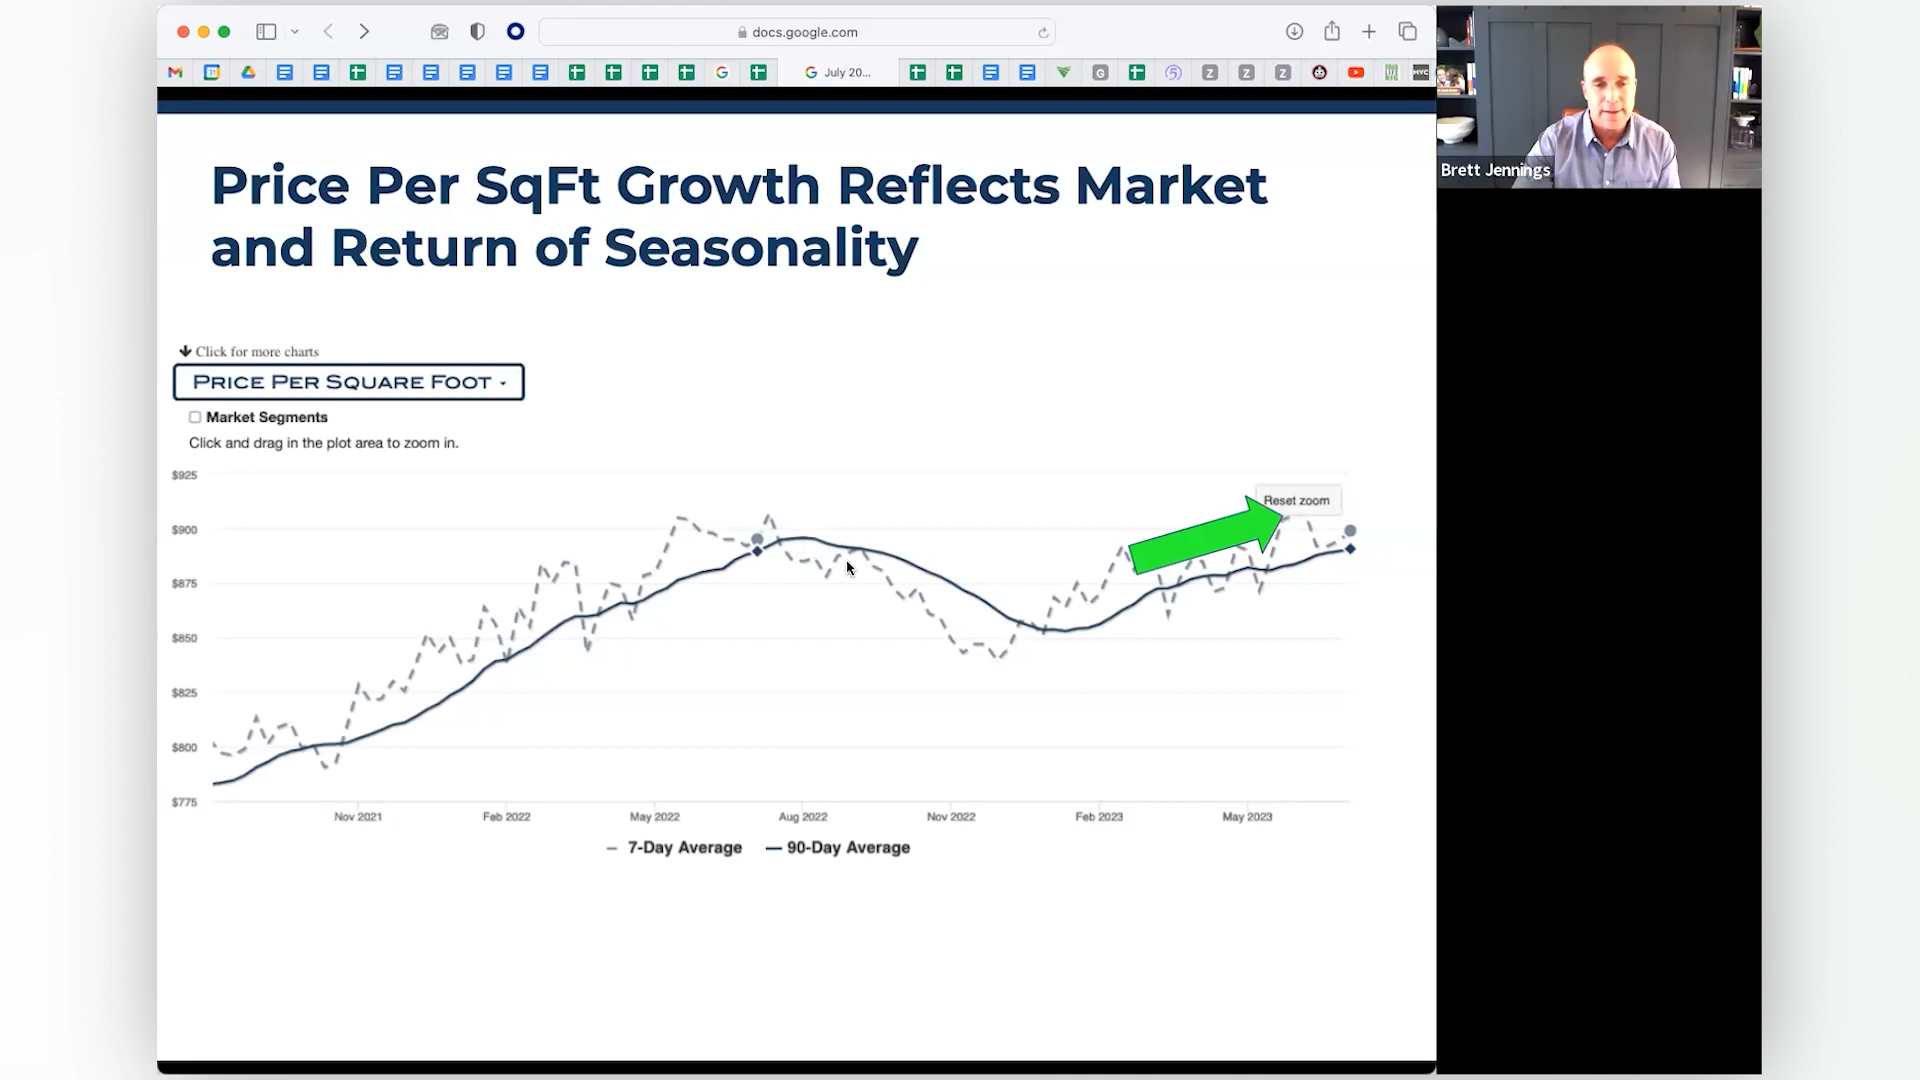 docs.google.com
July 20...
MYC
Brett Jennings
Price Per SqFt Growth Reflects Market
and Return of Seasonality
Click for more charts
PRICE PER SQUARE FOOT
Market Segments
Click and drag in the plot area to zoom in.
Reset zoom
$925
$900
$875
$850
$825
$800
$775
Nov 2021
Feb 2022
May 2022
Aug 2022
Nov 2022
Feb 2023
May 2023
7-Day Average
90-Day Average